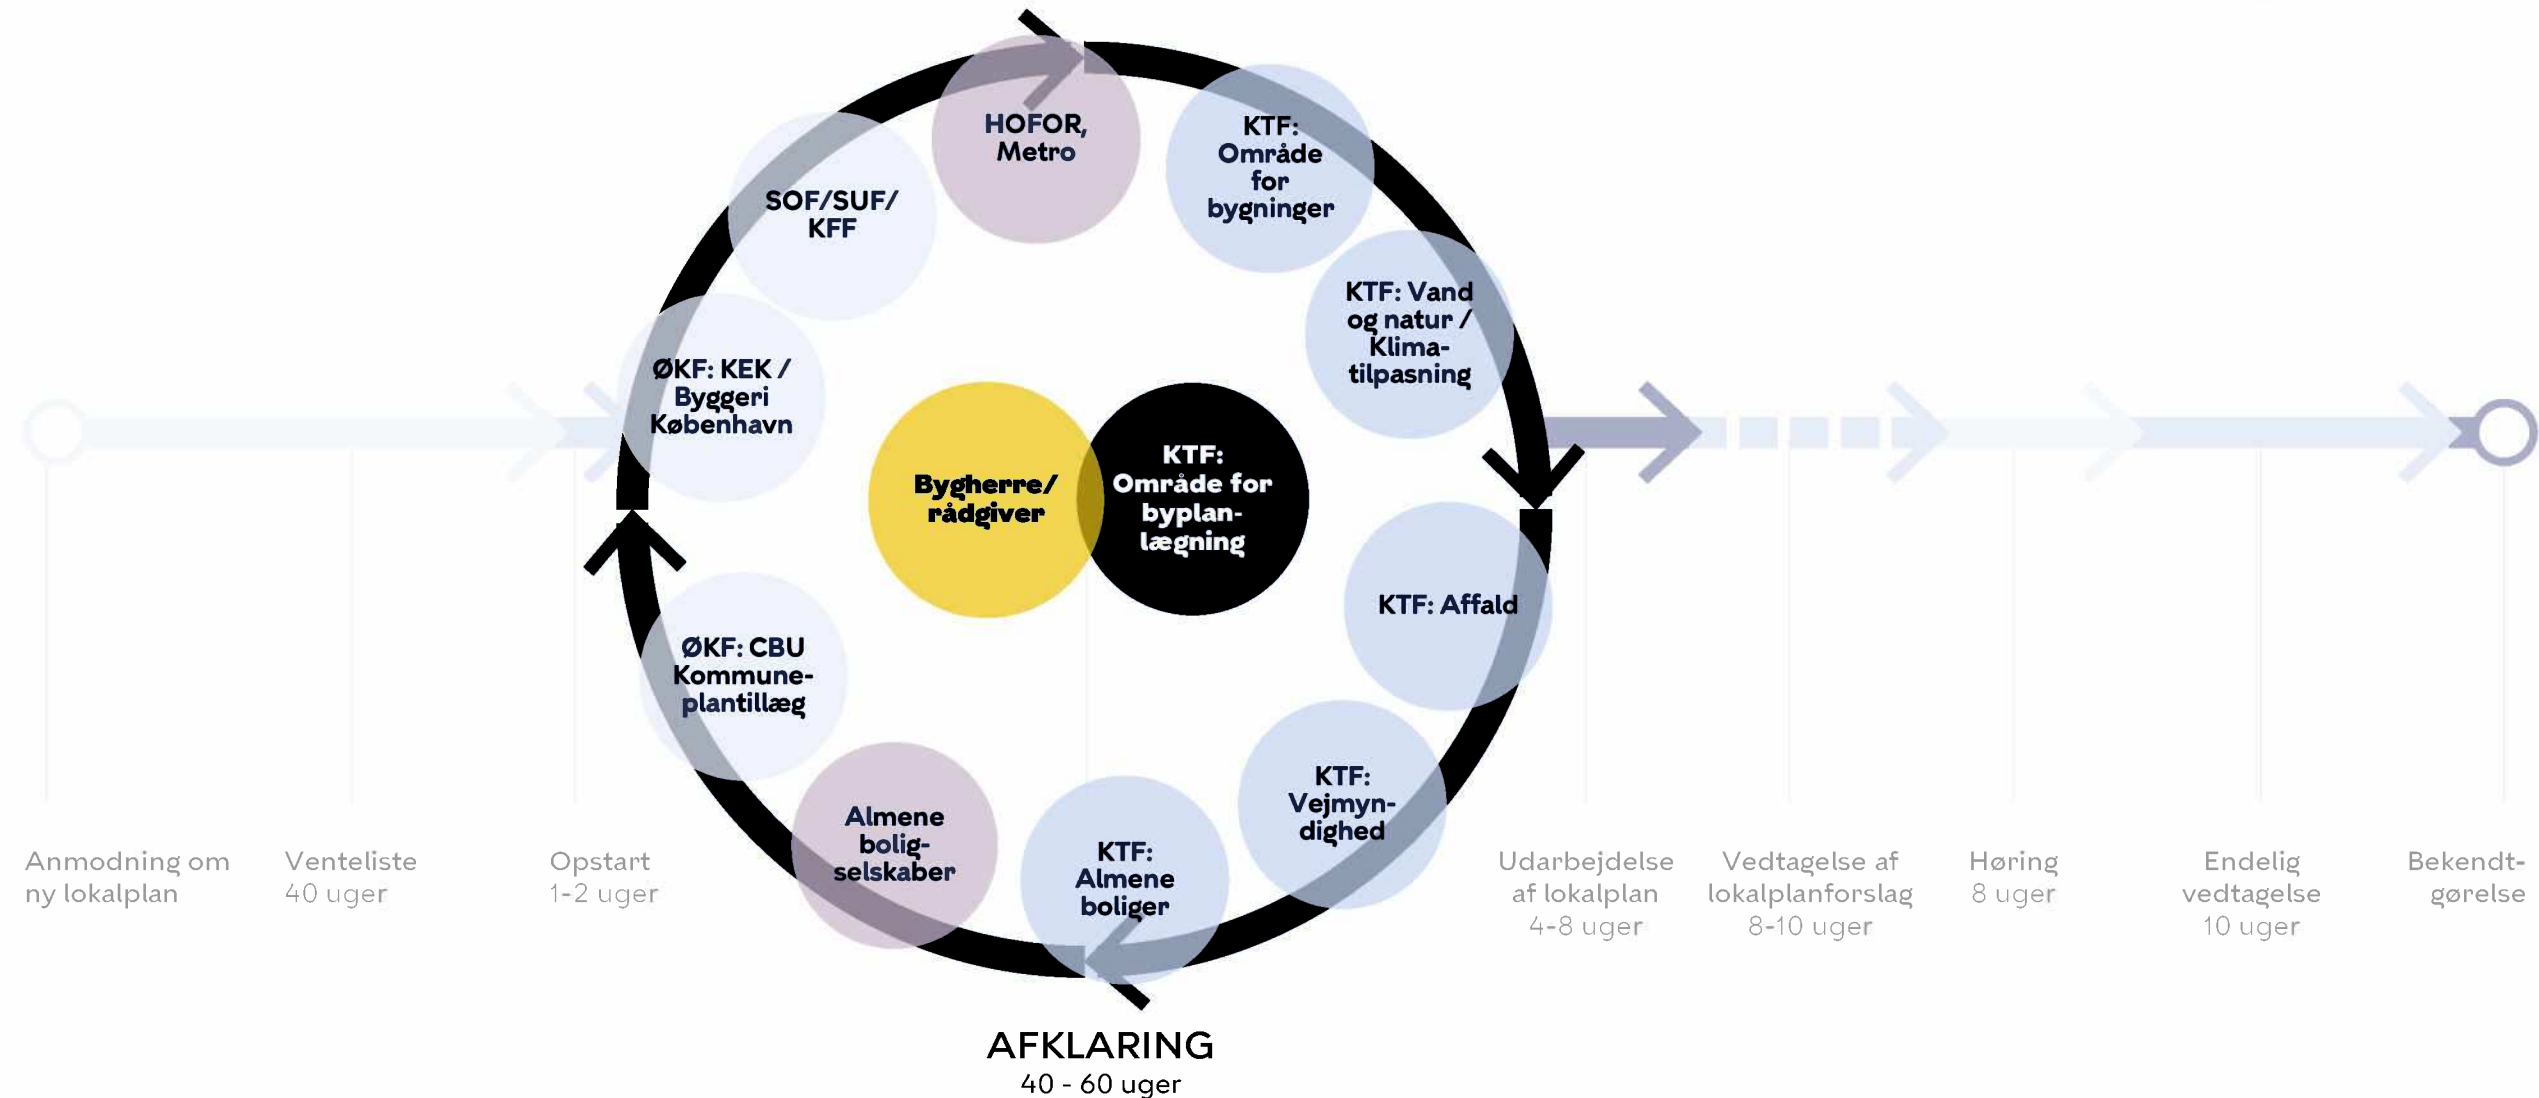 HOFOR,
Metro
KTF:
Område
for
bygninger
SOF/SUF/
KFF
KTF: Vand
og natur /
Klima-
tilpasning
ØKF: KEK /
Byggeri
København
Bygherre/
rådgiver
KTF:
Område for
byplan-
lægning
KTF: Affald
ØKF: CBU
Kommune-
plantillæg
KTF:
Vejmyn-
dighed
Almene
bolig-
selskaber
KTF:
Almene
boliger
Anmodning om
ny lokalplan
Venteliste
40 uger
Opstart
1-2 uger
AFKLARING
40 - 60 uger
Udarbejdelse
af lokalplan
4-8 uger
Vedtagelse af
lokalplanforslag
8-10 uger
Høring
8 uger
Endelig
vedtagelse
10 uger
Bekendt-
gørelse